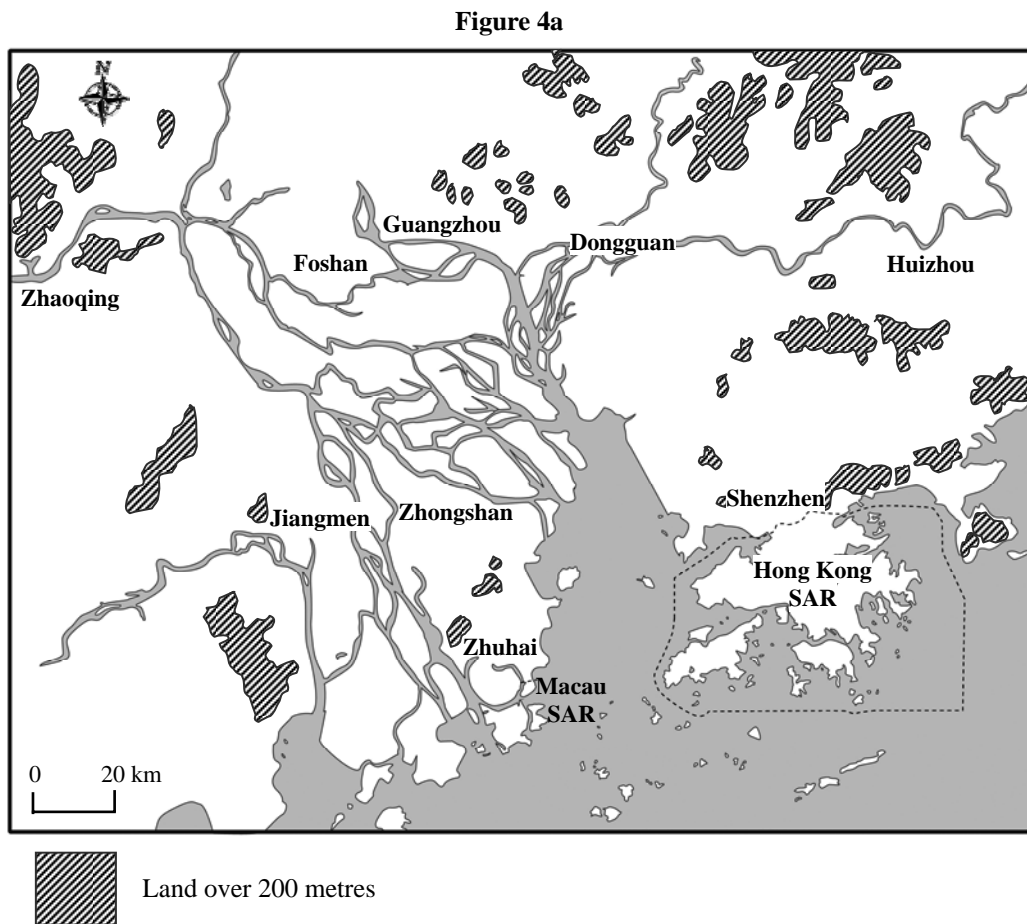 Figure 4a
N
Guangzhou
Dongguan
Foshan
Huizhou
Zhaoqing
Shenzhen
Jiangmen
Zhongshan
Hong Kong
SAR
Zhuhai
Macau
SAR
0 20 km
Land over 200 metres